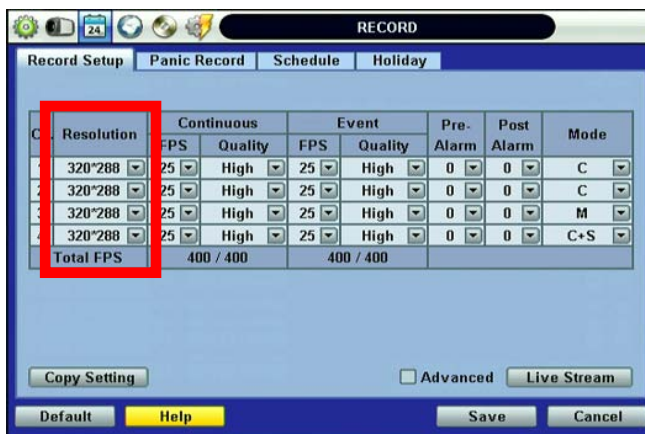 24
RECORD
Record Setup Panic Record Schedule Holiday
Resolution Continuous Event Pre-Alarm Post Alarm Mode
FPS Quality FPS Quality
320*288 25 High 25 High 0 0 C
320*288 25 High 25 High 0 0 C
320*288 25 High 25 High 0 0 M
320*288 25 High 25 High 0 0 C+S
Total FPS 400 / 400 400 / 400
Copy Setting Advanced Live Stream
Default Help Save Cancel